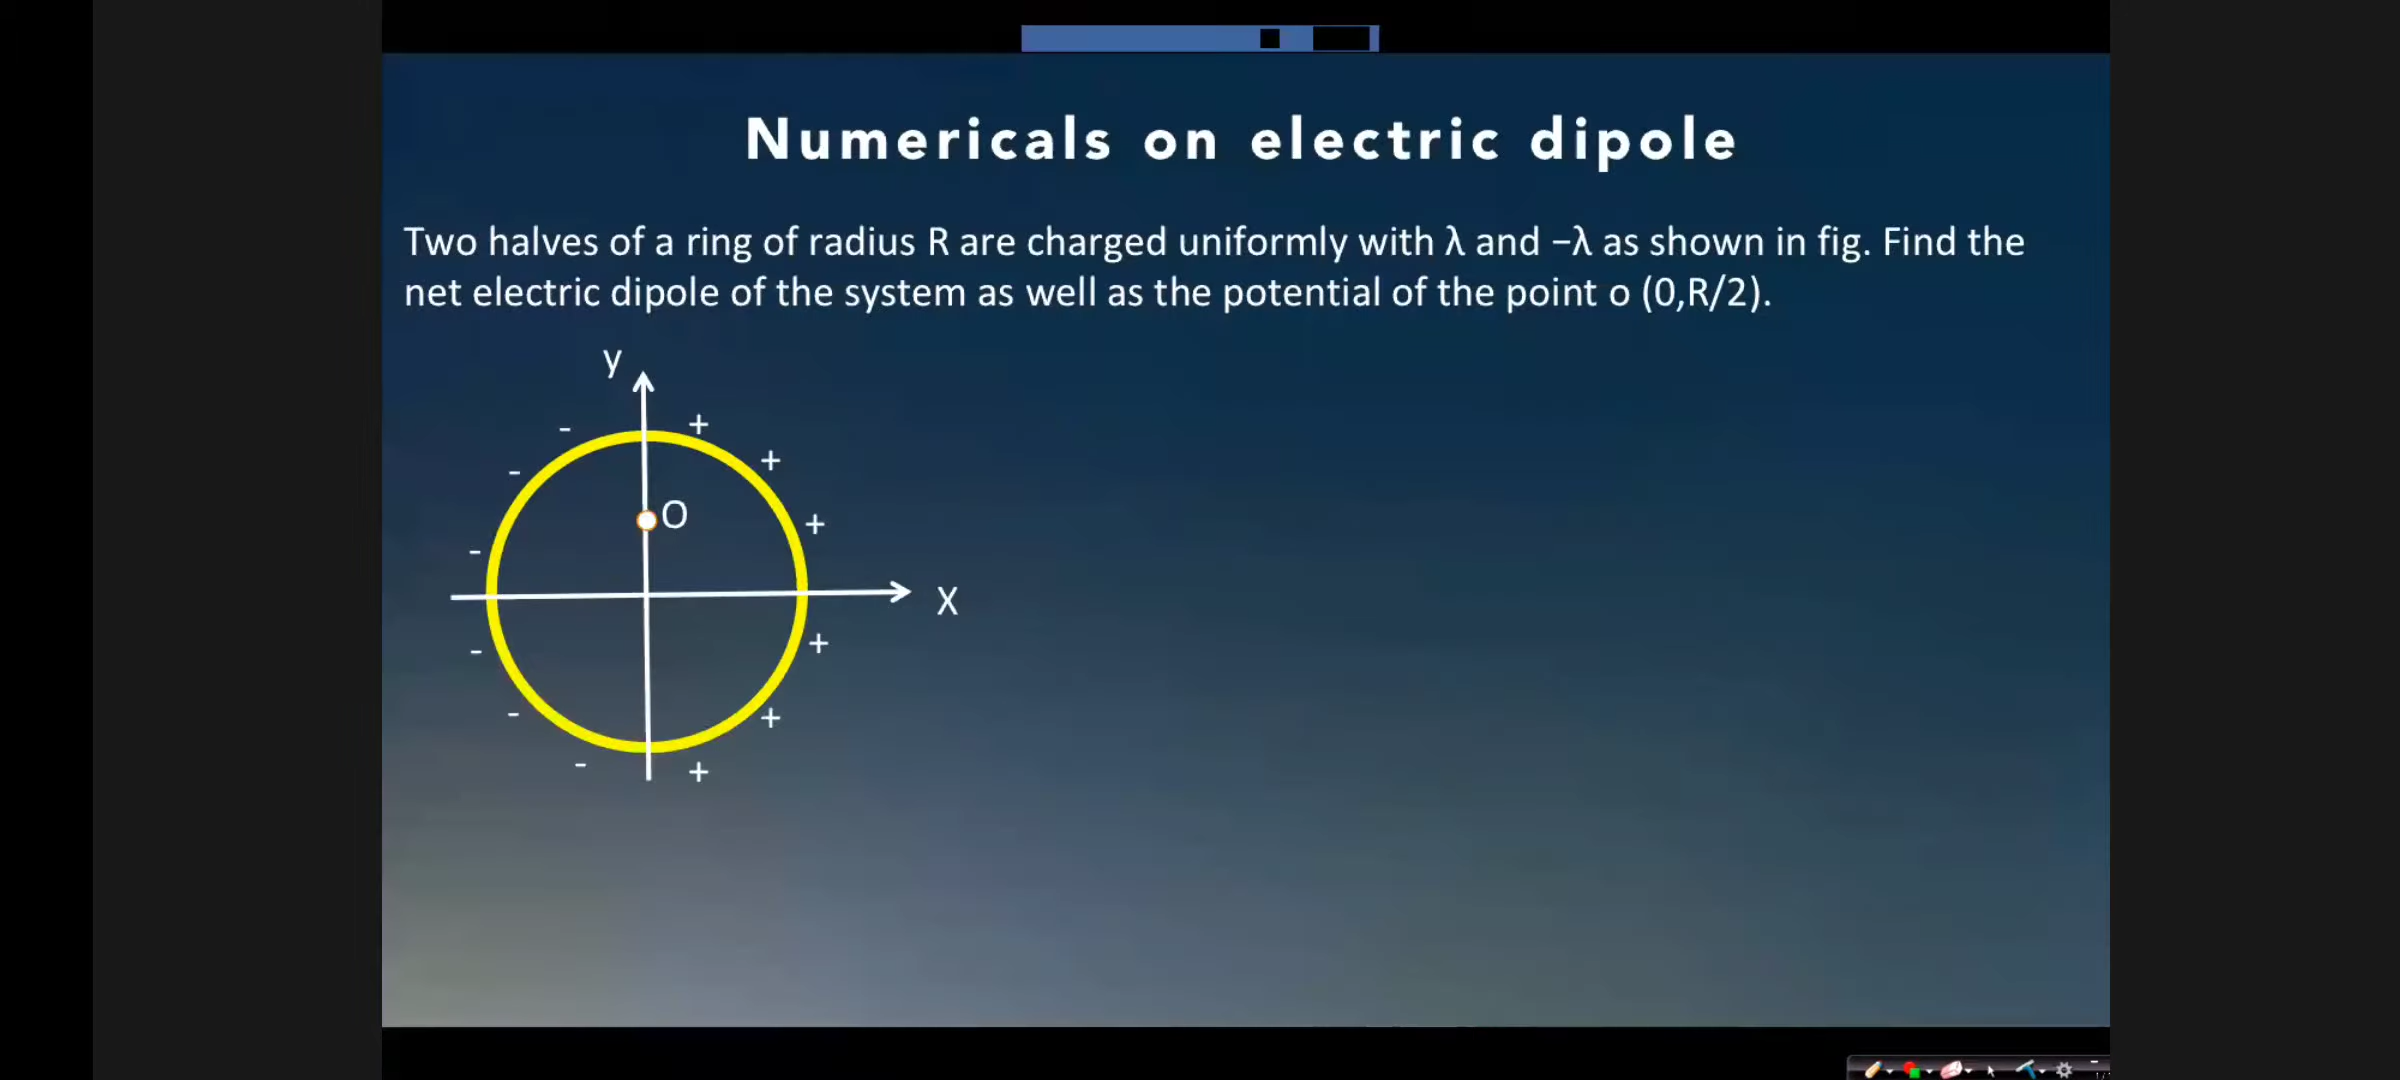 Numericals on electric dipole
Two halves of a ring of radius R are charged uniformly with λ and −λ as shown in fig. Find the
net electric dipole of the system as well as the potential of the point o (0,R/2).
y
- +
- +
O
- +
X
- +
- +
- +